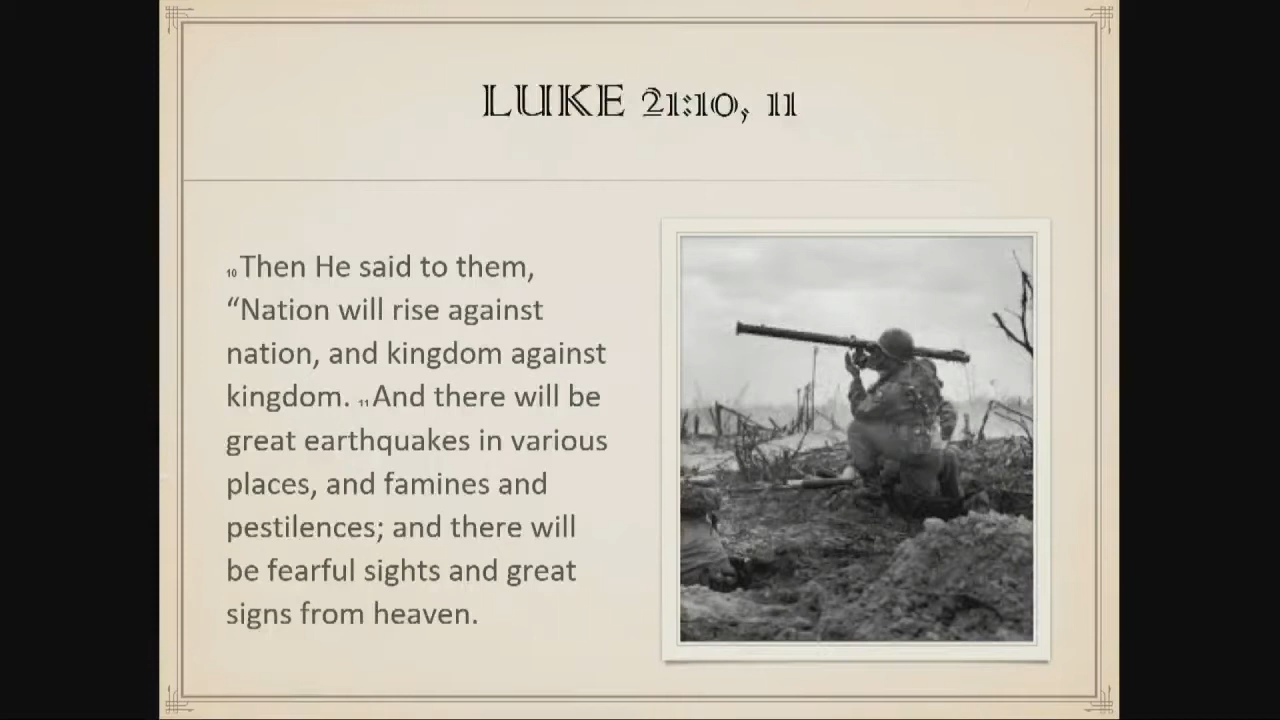 LUKE 21:10, 11
10Then He said to them,
“Nation will rise against
nation, and kingdom against
kingdom. 11And there will be
great earthquakes in various
places, and famines and
pestilences; and there will
be fearful sights and great
signs from heaven.